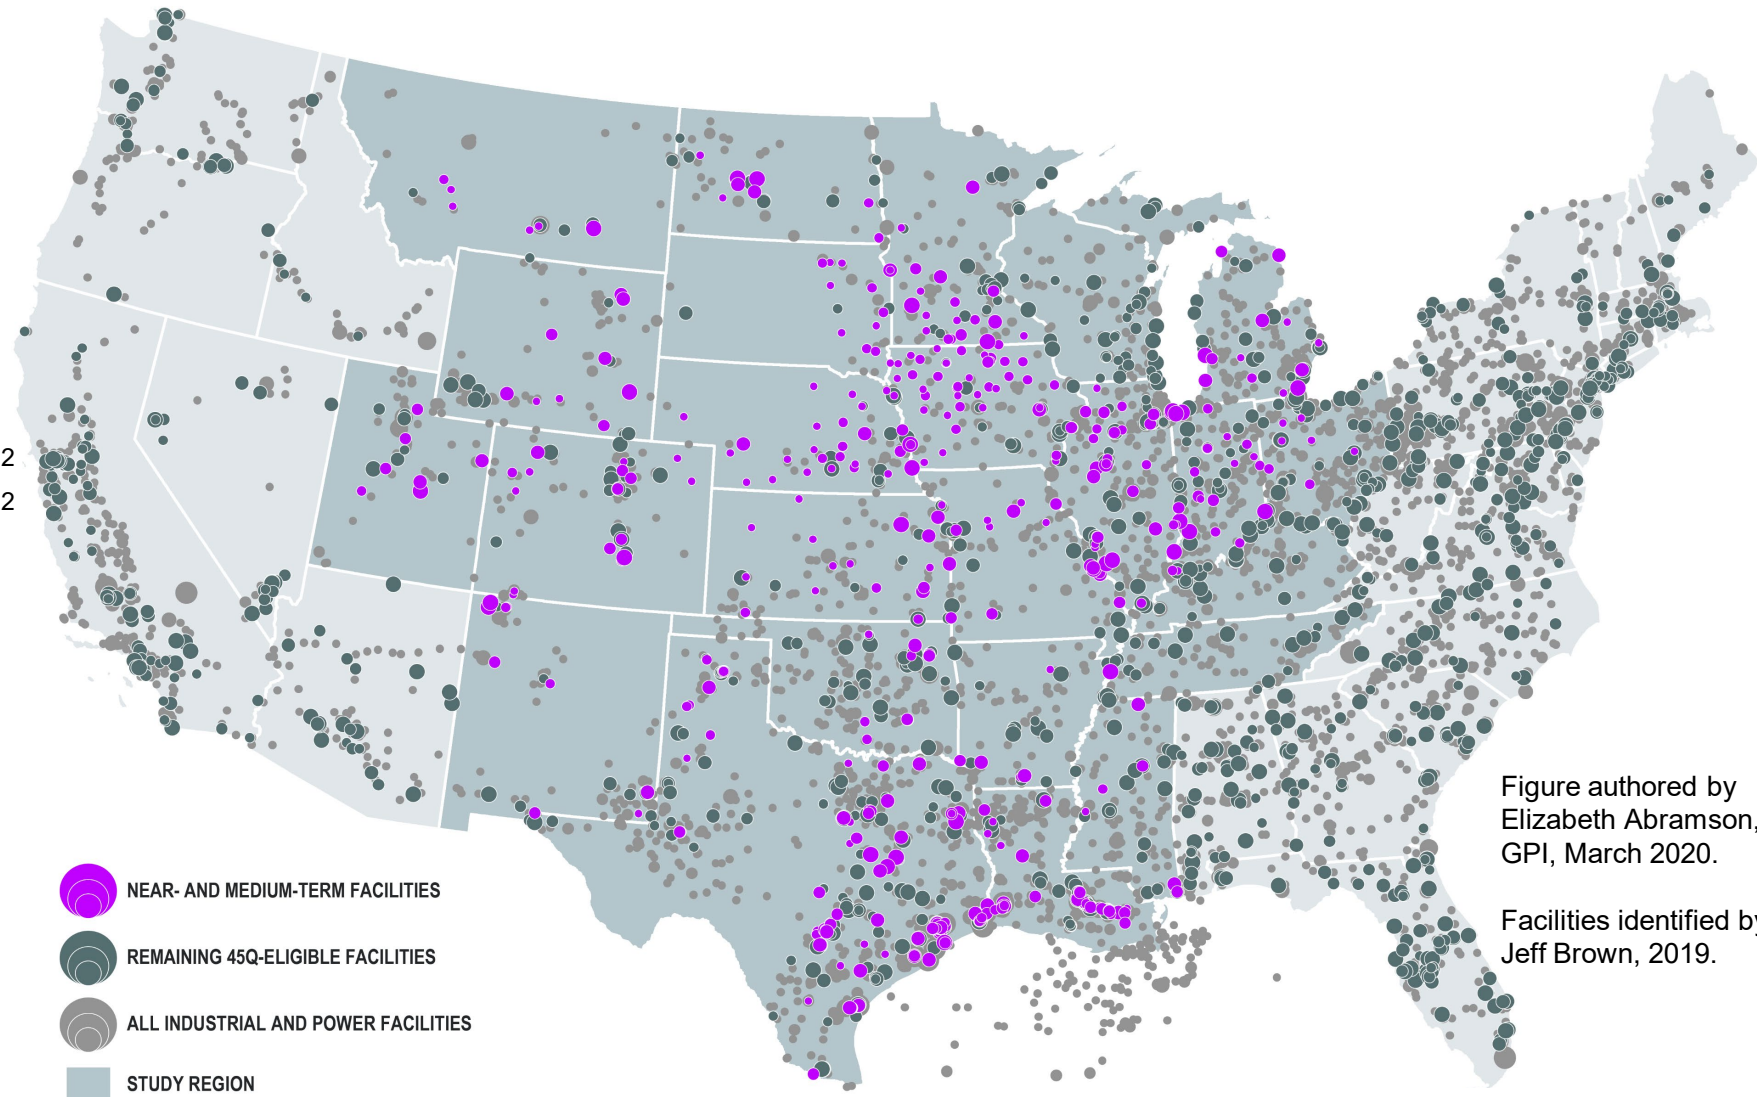 2
2
Figure authored by
Elizabeth Abramson,
GPI, March 2020.
Facilities identified by
Jeff Brown, 2019.
NEAR- AND MEDIUM-TERM FACILITIES
REMAINING 45Q-ELIGIBLE FACILITIES
ALL INDUSTRIAL AND POWER FACILITIES
STUDY REGION